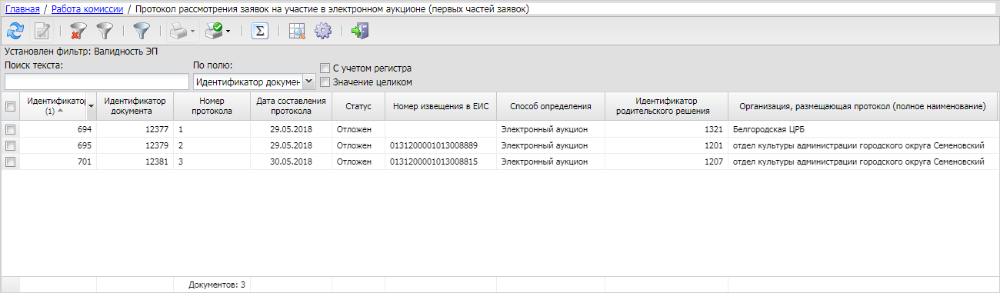 Главная / Работа комиссии / Протокол рассмотрения заявок на участие в электронном аукционе (первых частей заявок)
Σ
Установлен фильтр: Валидность ЭП
Поиск текста: По полю: С учетом регистра
Идентификатор докумен Значение целиком
Идентификатор (1) Идентификатор документа Номер протокола Дата составления протокола Статус Номер извещения в ЕИС Способ определения Идентификатор родительского решения Организация, размещающая протокол (полное наименование)
694 12377 1 29.05.2018 Отложен Электронный аукцион 1321 Белгородская ЦРБ
695 12379 2 29.05.2018 Отложен 0131200001013008889 Электронный аукцион 1201 отдел культуры администрации городского округа Семеновский
701 12381 3 30.05.2018 Отложен 0131200001013008815 Электронный аукцион 1207 отдел культуры администрации городского округа Семеновский
Документов: 3